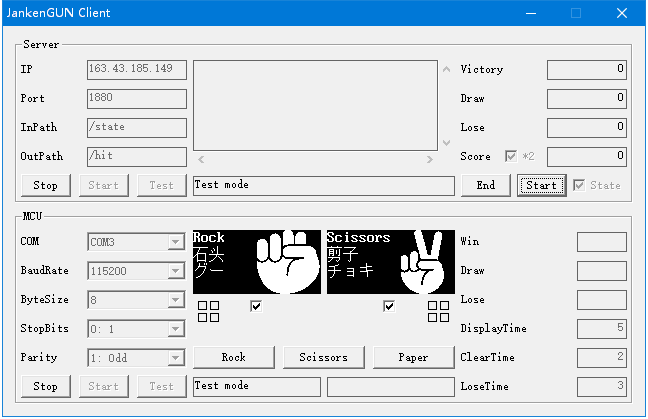 JankenGUN Client
Server
IP 163.43.185.149 Victory 0
Port 1880 Draw 0
InPath /state Lose 0
OutPath /hit Score *2 0
Stop Start Test Test mode End Start State
MCU
COM COM3 Rock Scissors Win
石头 剪子
グー チョキ
BaudRate 115200 Draw
ByteSize 8 Lose
StopBits 0: 1 DisplayTime 5
Parity 1: Odd Rock Scissors Paper ClearTime 2
Stop Start Test Test mode LoseTime 3